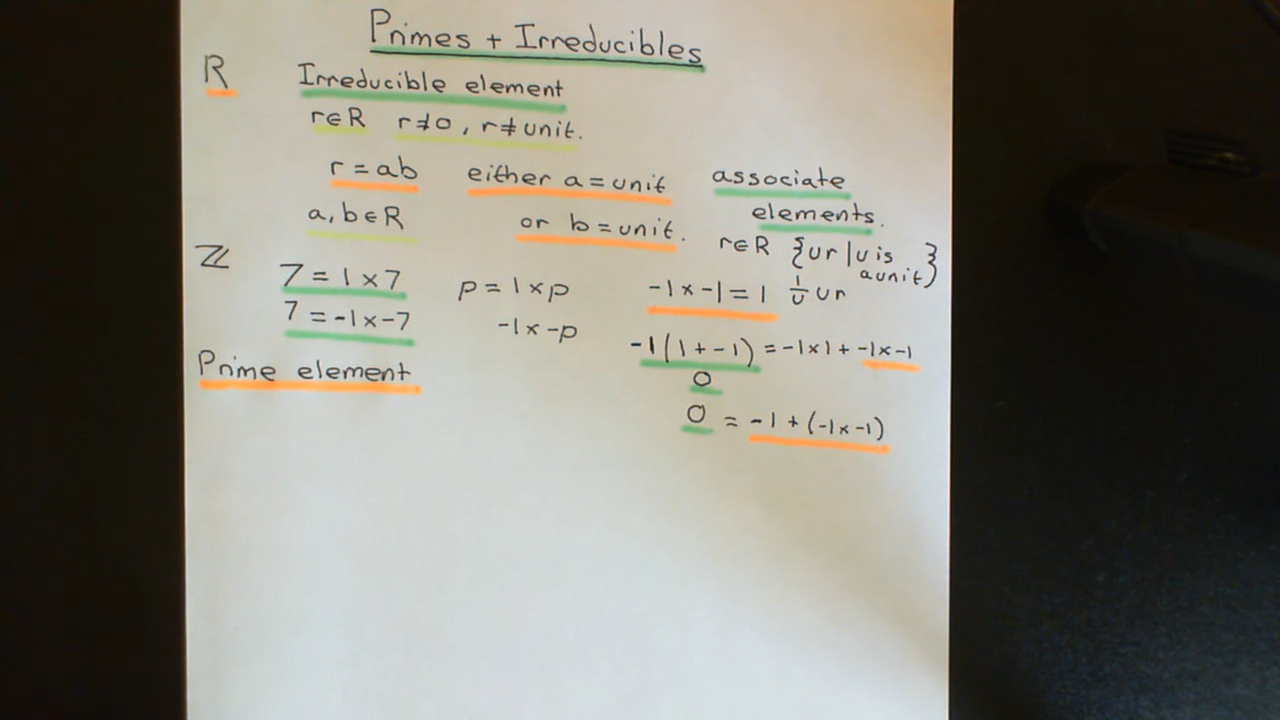 Primes + Irreducibles
R Irreducible element
r∈R r≠0, r≠unit.
r = ab either a = unit
a, b ∈ R or b = unit.
associate
elements.
r∈R {ur | u is a unit}
ℤ 7 = 1 × 7 p = 1 × p
7 = -1 × -7 -1 × -p
-1 × -1 = 1 1/u ur
-1(1 + -1) = -1×1 + -1×-1
0
0 = -1 + (-1×-1)
Prime element